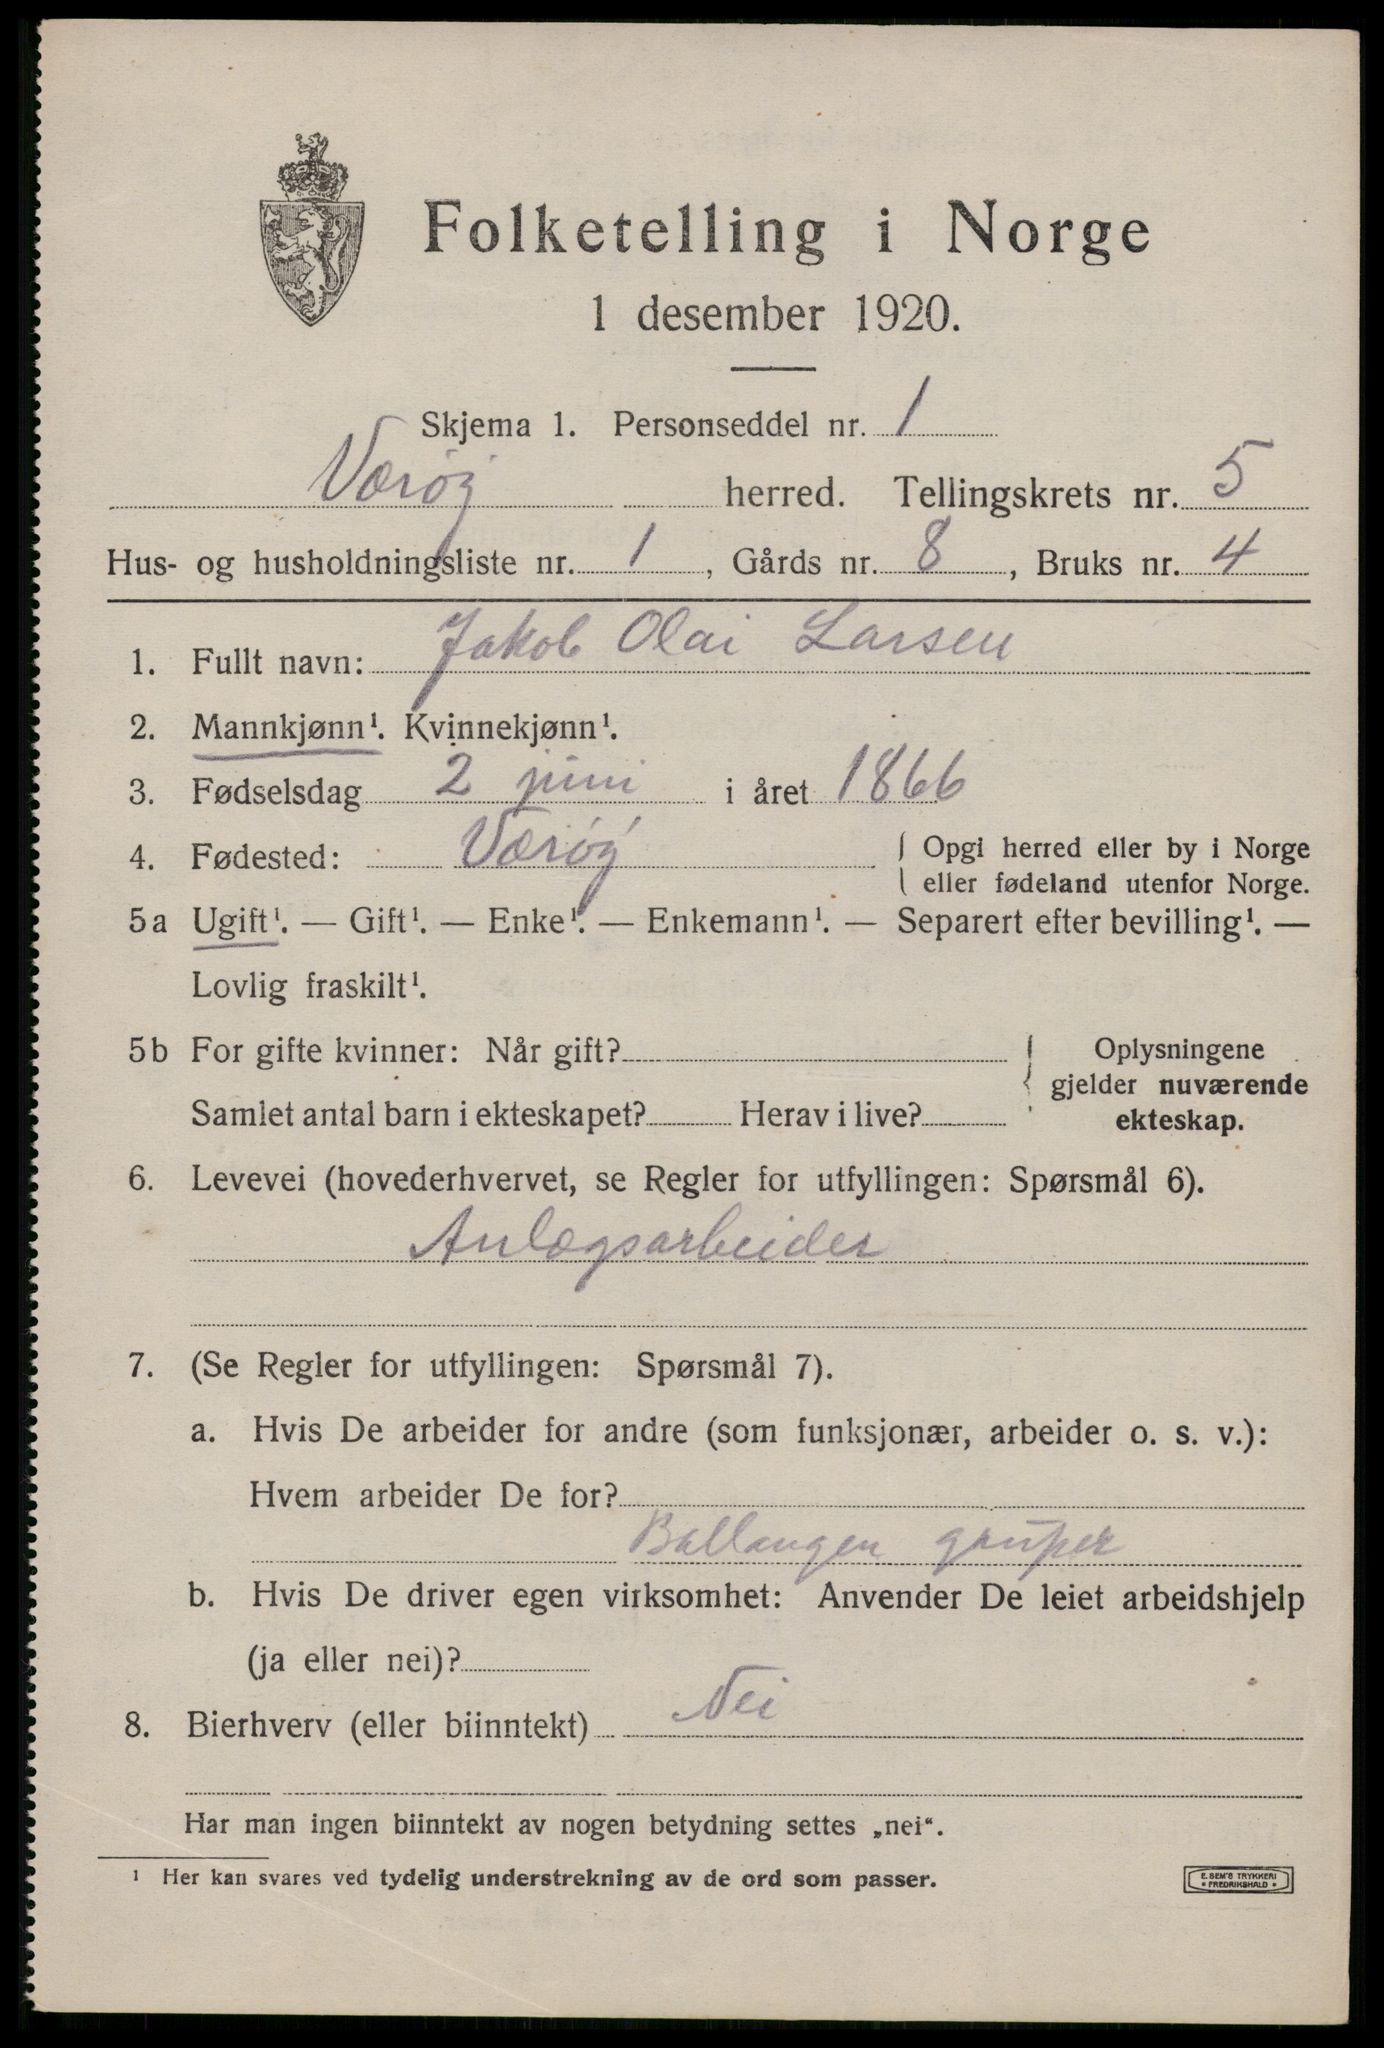 Folketelling i Norge
1 desember 1920.
Skjema 1. Personseddel nr. 1
Værøy herred. Tellingskrets nr. 5
Hus- og husholdningsliste nr. 1, Gårds nr. 8, Bruks nr. 4
1. Fullt navn: Jakob Olai Larsen
2. Mannkjønn¹. Kvinnekjønn¹.
3. Fødselsdag 2 juni i året 1866
4. Fødested: Værøy { Opgi herred eller by i Norge
eller fødeland utenfor Norge.
5a Ugift¹. — Gift¹. — Enke¹. — Enkemann¹. — Separert efter bevilling¹. —
Lovlig fraskilt¹.
5b For gifte kvinner: Når gift? { Oplysningene
gjelder nuværende
Samlet antal barn i ekteskapet? Herav i live? ekteskap.
6. Levevei (hovederhvervet, se Regler for utfyllingen: Spørsmål 6).
Anlægsarbeider
7. (Se Regler for utfyllingen: Spørsmål 7).
a. Hvis De arbeider for andre (som funksjonær, arbeider o. s. v.):
Hvem arbeider De for?
Ballangen gruper
b. Hvis De driver egen virksomhet: Anvender De leiet arbeidshjelp
(ja eller nei)?
8. Bierhverv (eller biinntekt) Nei
Har man ingen biinntekt av nogen betydning settes „nei“.
¹ Her kan svares ved tydelig understrekning av de ord som passer.
E. SEM'S TRYKKERI
* FREDRIKSHALD *